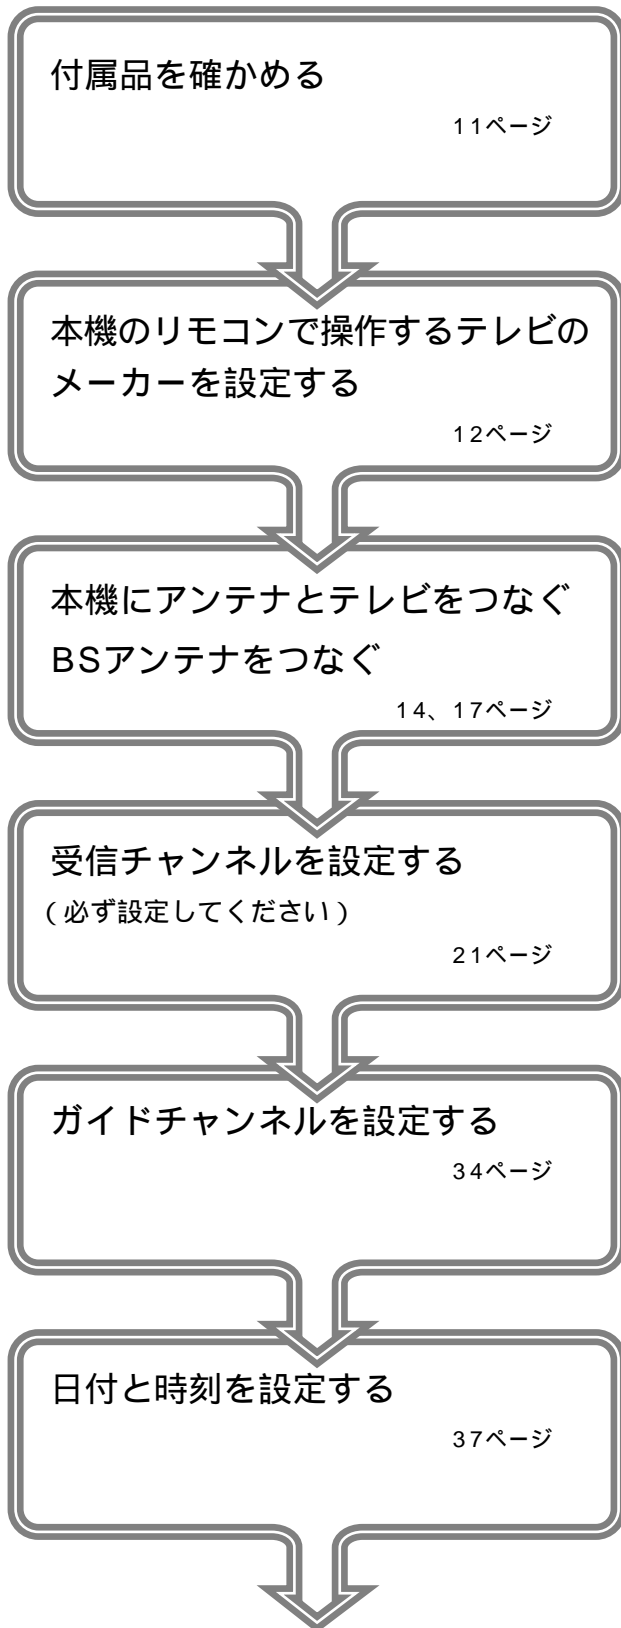 付属品を確かめる
11ページ
本機のリモコンで操作するテレビの
メーカーを設定する
12ページ
本機にアンテナとテレビをつなぐ
BSアンテナをつなぐ
14、17ページ
受信チャンネルを設定する
(必ず設定してください)
21ページ
ガイドチャンネルを設定する
34ページ
日付と時刻を設定する
37ページ